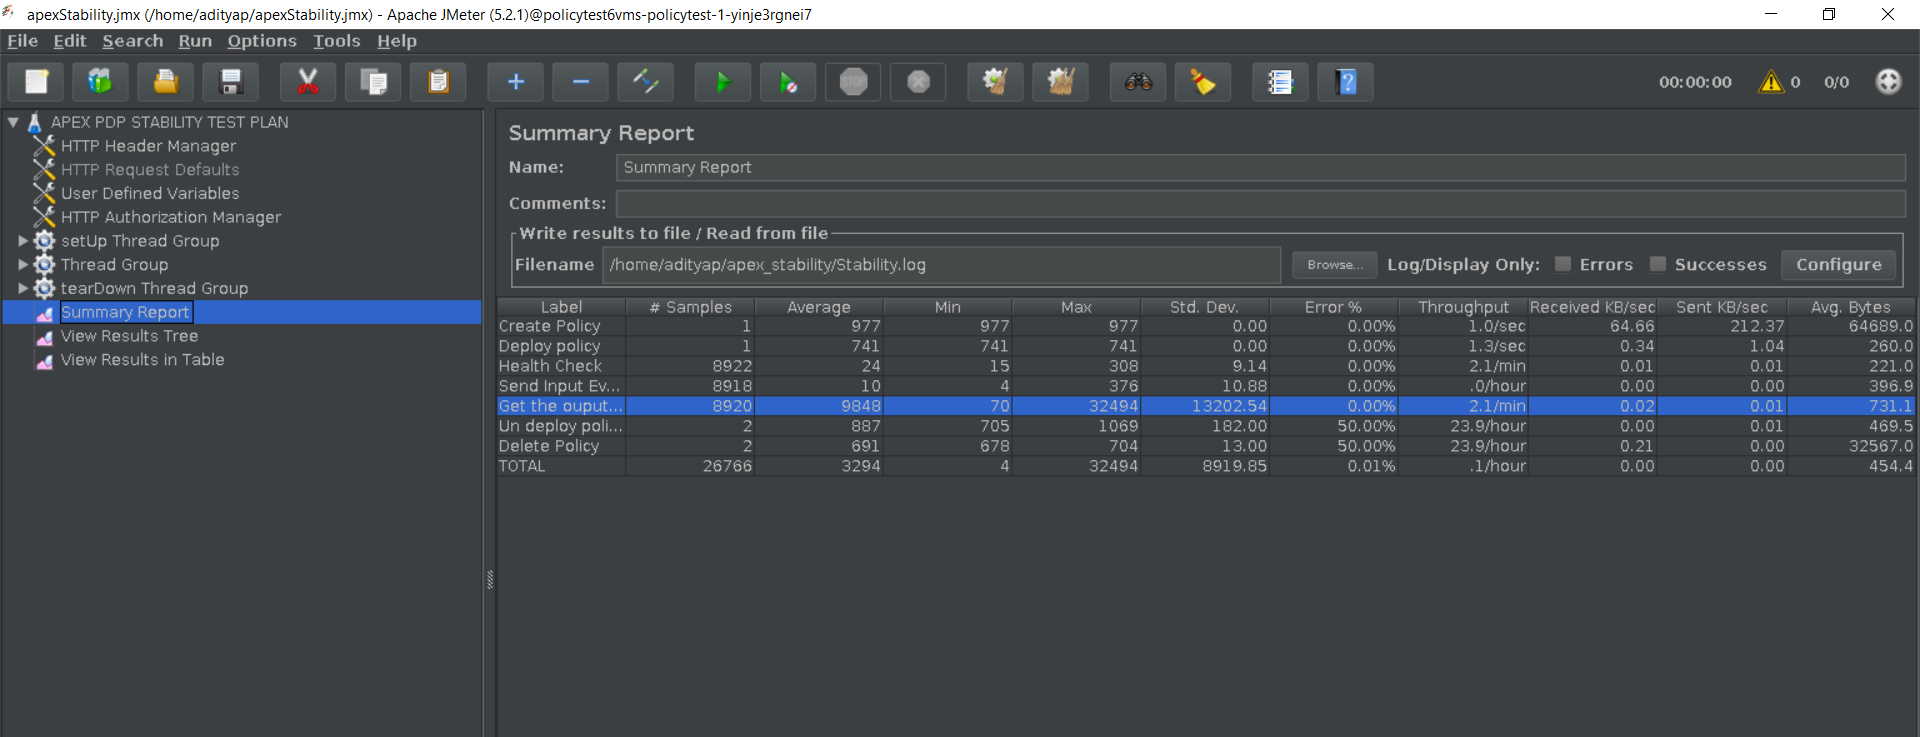 apexStability.jmx (/home/adityap/apexStability.jmx) - Apache JMeter (5.2.1)@policytest6vms-policytest-1-yinje3rgnei7
File Edit Search Run Options Tools Help
STOP 00:00:00 0 0/0
APEX PDP STABILITY TEST PLAN
HTTP Header Manager
HTTP Request Defaults
User Defined Variables
HTTP Authorization Manager
setUp Thread Group
Thread Group
tearDown Thread Group
Summary Report
View Results Tree
View Results in Table
Summary Report
Name: Summary Report
Comments:
Write results to file / Read from file
Filename /home/adityap/apex_stability/Stability.log Browse... Log/Display Only: Errors Successes Configure
Label # Samples Average Min Max Std. Dev. Error % Throughput Received KB/sec Sent KB/sec Avg. Bytes
Create Policy 1 977 977 977 0.00 0.00% 1.0/sec 64.66 212.37 64689.0
Deploy policy 1 741 741 741 0.00 0.00% 1.3/sec 0.34 1.04 260.0
Health Check 8922 24 15 308 9.14 0.00% 2.1/min 0.01 0.01 221.0
Send Input Ev... 8918 10 4 376 10.88 0.00% .0/hour 0.00 0.00 396.9
Get the ouput... 8920 9848 70 32494 13202.54 0.00% 2.1/min 0.02 0.01 731.1
Un deploy poli... 2 887 705 1069 182.00 50.00% 23.9/hour 0.00 0.01 469.5
Delete Policy 2 691 678 704 13.00 50.00% 23.9/hour 0.21 0.00 32567.0
TOTAL 26766 3294 4 32494 8919.85 0.01% .1/hour 0.00 0.00 454.4